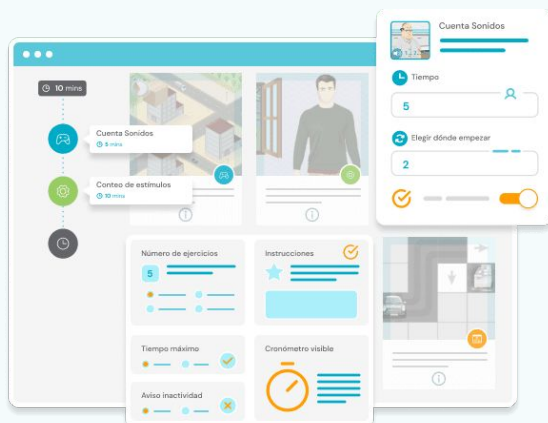 Cuenta Sonidos
Tiempo
5
Elegir dónde empezar
2
10 mins
Cuenta Sonidos
5 mins
Conteo de estímulos
10 mins
Número de ejercicios
5
Instrucciones
Tiempo máximo
Cronómetro visible
Aviso inactividad